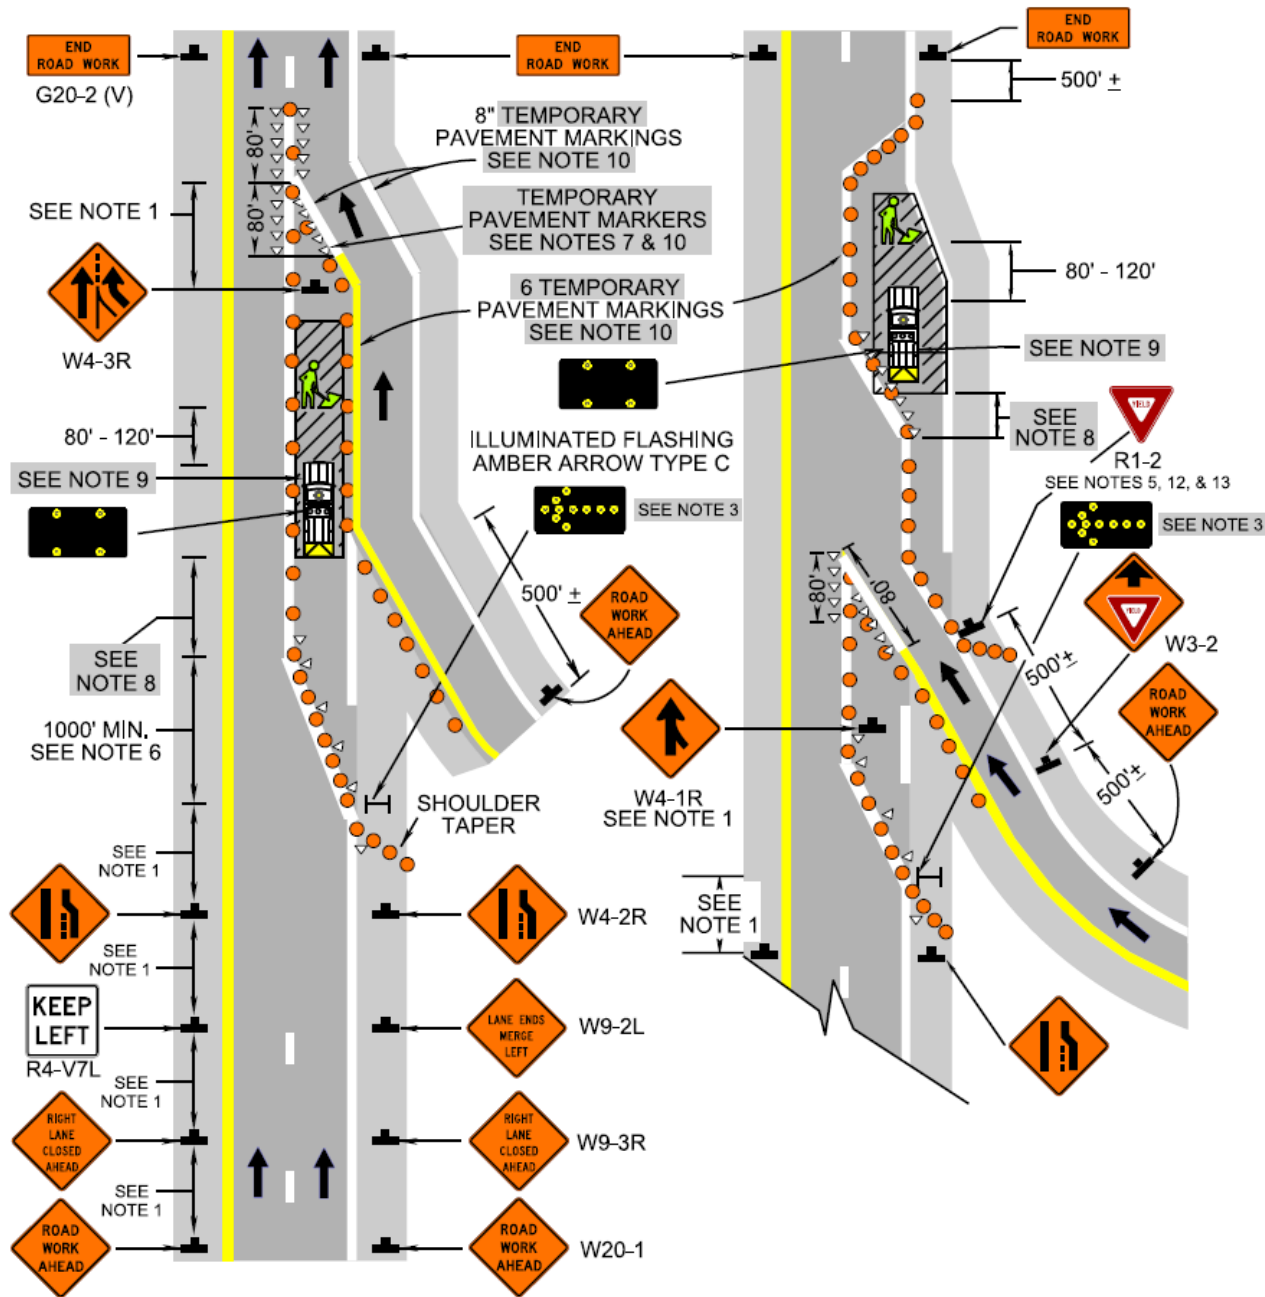 END
ROAD WORK
G20-2 (V)
END
ROAD WORK
END
ROAD WORK
500' ±
80'
8" TEMPORARY
PAVEMENT MARKINGS
SEE NOTE 10
SEE NOTE 1
80'
TEMPORARY
PAVEMENT MARKERS
SEE NOTES 7 & 10
W4-3R
6 TEMPORARY
PAVEMENT MARKINGS
SEE NOTE 10
80' - 120'
SEE NOTE 9
80' - 120'
SEE NOTE 9
ILLUMINATED FLASHING
AMBER ARROW TYPE C
SEE NOTE 3
SEE
NOTE 8
YIELD
R1-2
SEE NOTES 5, 12, & 13
SEE NOTE 3
500' ±
ROAD
WORK
AHEAD
80'
80'
YIELD
W3-2
500'±
ROAD
WORK
AHEAD
500'±
SEE
NOTE 8
1000' MIN.
SEE NOTE 6
W4-1R
SEE NOTE 1
SHOULDER
TAPER
SEE
NOTE 1
SEE
NOTE 1
W4-2R
SEE
NOTE 1
KEEP
LEFT
R4-V7L
LANE ENDS
MERGE
LEFT
W9-2L
SEE
NOTE 1
RIGHT
LANE
CLOSED
AHEAD
RIGHT
LANE
CLOSED
AHEAD
W9-3R
SEE
NOTE 1
ROAD
WORK
AHEAD
ROAD
WORK
AHEAD
W20-1